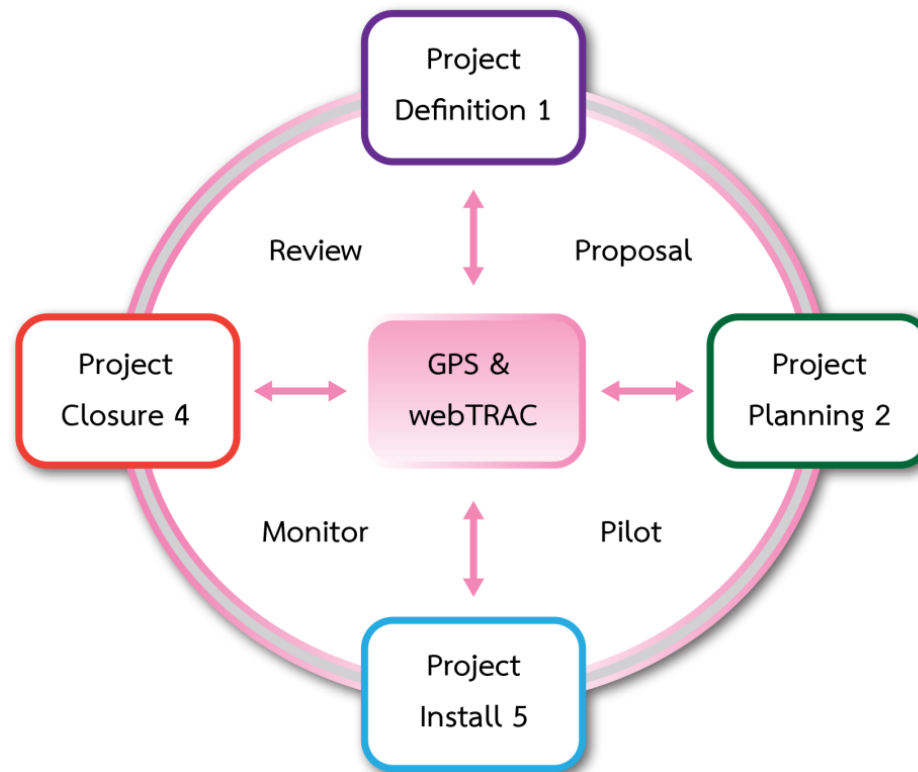 Project
Definition 1
Review
Proposal
Project
Closure 4
GPS &
webTRAC
Project
Planning 2
Monitor
Pilot
Project
Install 5